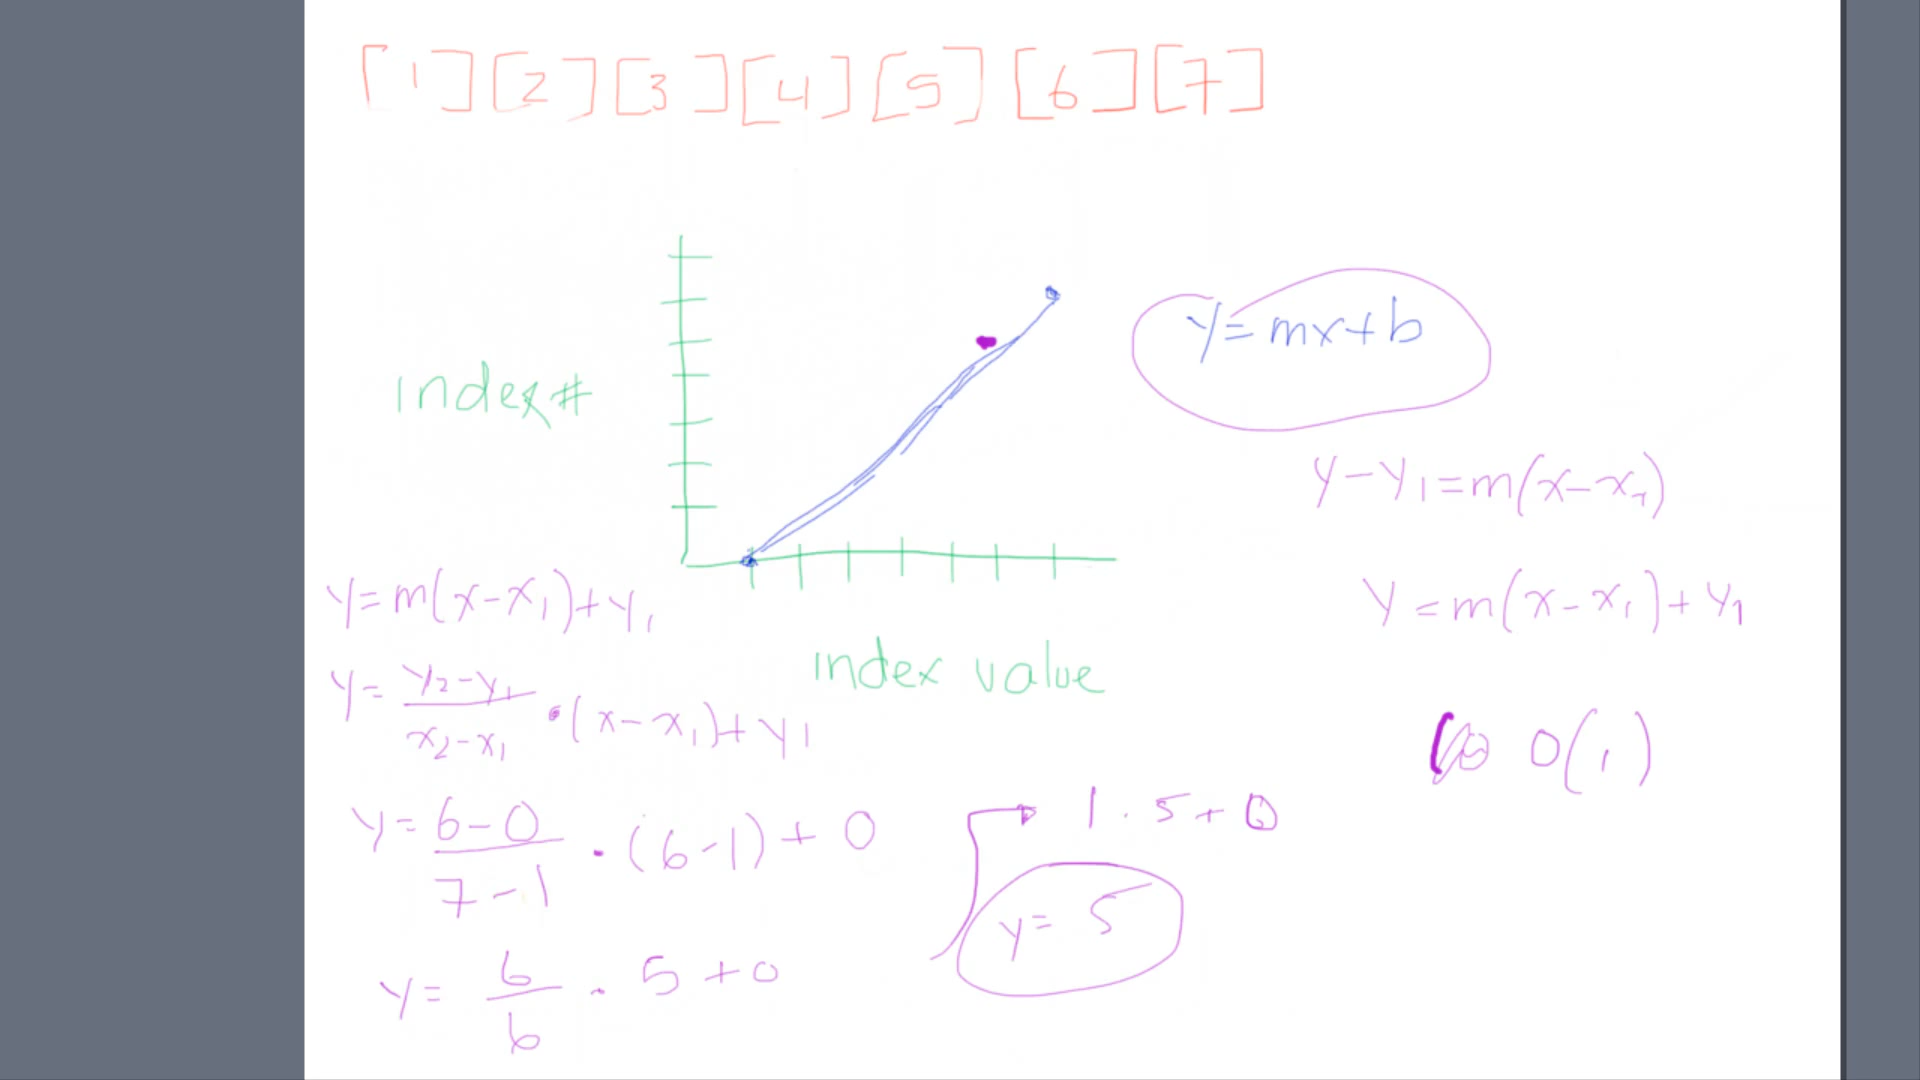 [1][2][3][4][5][6][7]
y=mx+b
index#
y-y1=m(x-x1)
y=m(x-x1)+y1
y=m(x-x1)+y1
index value
y=y2-y1/x2-x1·(x-x1)+y1
O(1)
y=6-0/7-1·(6-1)+0
1·5+0
y=5
y=6/6·5+0